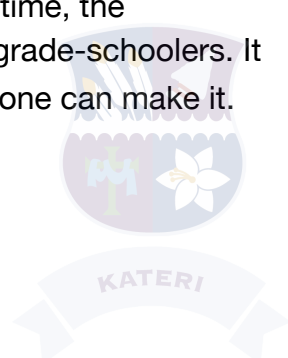 time, the
grade-schoolers. It
one can make it.
KATERI